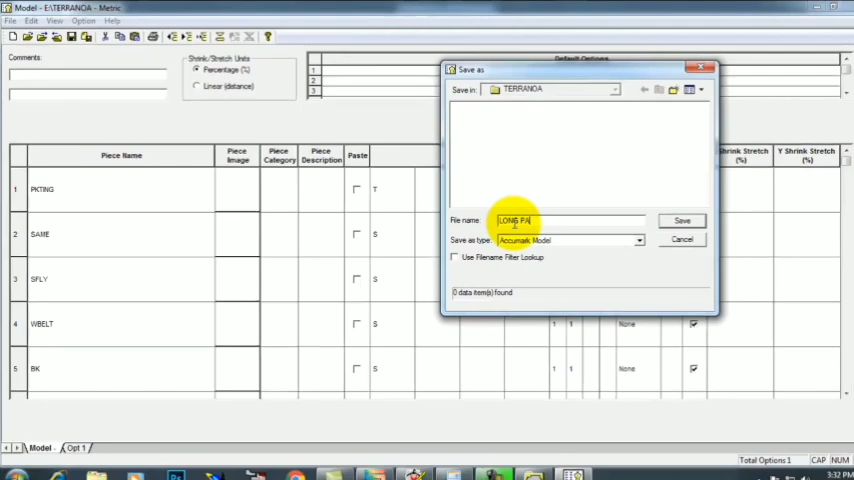 Model - E:\TERRANOA - Metric
File Edit View Option Help
Comments:
Shrink/Stretch Units
Percentage (%)
Linear (distance)
Default Options
1
2
3
Save as
Save in: TERRANOA
File name: LONG PA
Save
Save as type: Accumark Model
Cancel
Use Filename Filter Lookup
0 data item(s) found
Piece Name Piece Image Piece Category Piece Description Paste Shrink Stretch (%) Y Shrink Stretch (%)
1 PKTING T
2 SAME S
3 SFLY S
4 WBELT S 1 1 None
5 BK S 1 1 None
Model - Opt 1
Total Options 1 CAP NUM
3:32 PM